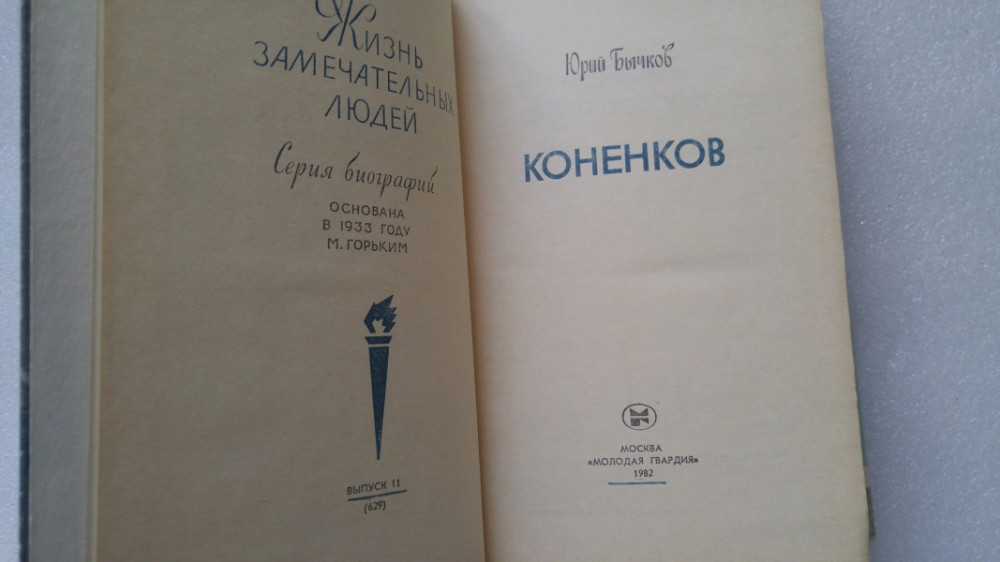 Жизнь
ЗАМЕЧАТЕЛЬНЫХ
ЛЮДЕЙ
Серия биографий
ОСНОВАНА
В 1933 ГОДУ
М. ГОРЬКИМ
ВЫПУСК 11
(629)
Юрий Бычков
КОНЕНКОВ
МОСКВА
«МОЛОДАЯ ГВАРДИЯ»
1982